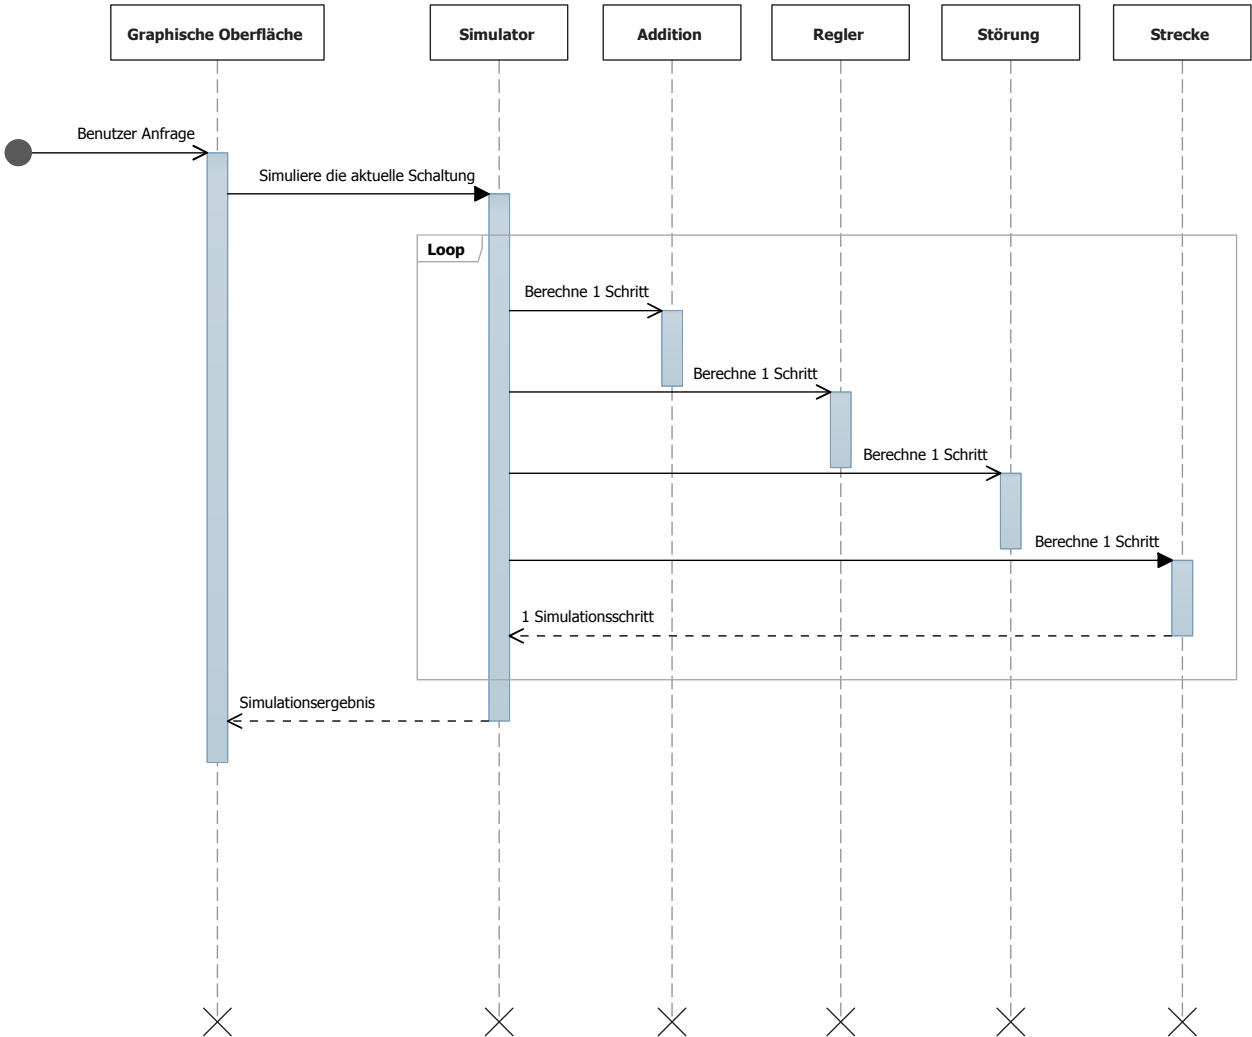 Graphische Oberfläche
Simulator
Addition
Regler
Störung
Strecke
Benutzer Anfrage
Simuliere die aktuelle Schaltung
Loop
Berechne 1 Schritt
Berechne 1 Schritt
Berechne 1 Schritt
Berechne 1 Schritt
1 Simulationsschritt
Simulationsergebnis